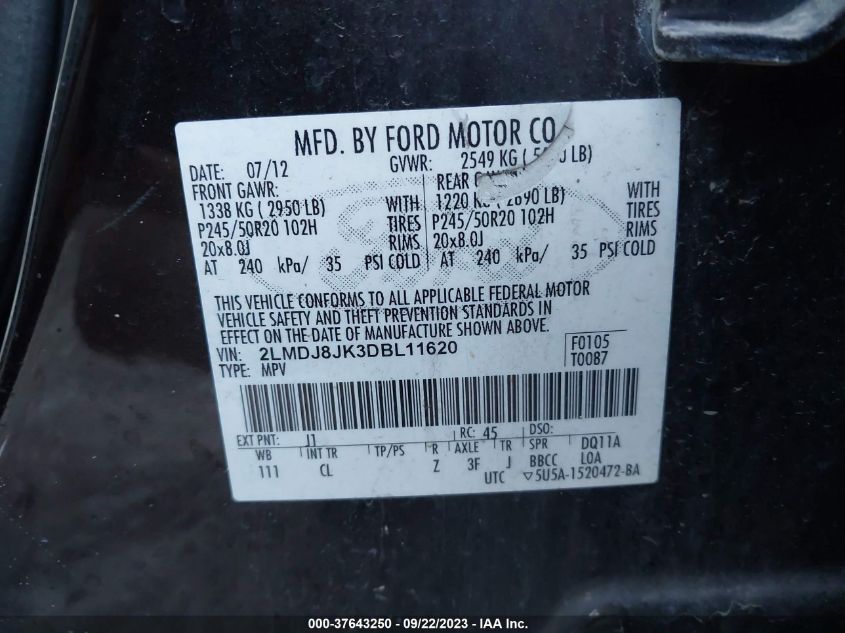 MFD. BY FORD MOTOR CO
DATE: 07/12 GVWR: 2549 KG ( LB)
FRONT GAWR: REAR
1338 KG ( 2950 LB) WITH 1220 KG ( 2690 LB) WITH
P245/50R20 102H TIRES P245/50R20 102H TIRES
20x8.0J RIMS 20x8.0J RIMS
AT 240 kPa/ 35 PSI COLD AT 240 kPa/ 35 PSI COLD
THIS VEHICLE CONFORMS TO ALL APPLICABLE FEDERAL MOTOR
VEHICLE SAFETY AND THEFT PREVENTION STANDARDS IN
EFFECT ON THE DATE OF MANUFACTURE SHOWN ABOVE.
VIN: 2LMDJ8JK3DBL11620 F0105
TYPE: MPV T0087
EXT PNT: J1 RC: 45 DSO:
WB INT TR TP/PS R AXLE TR SPR DQ11A
111 CL Z 3F J BBCC LOA
UTC ▽5U5A-1520472-BA
000-37643250 - 09/22/2023 - IAA Inc.